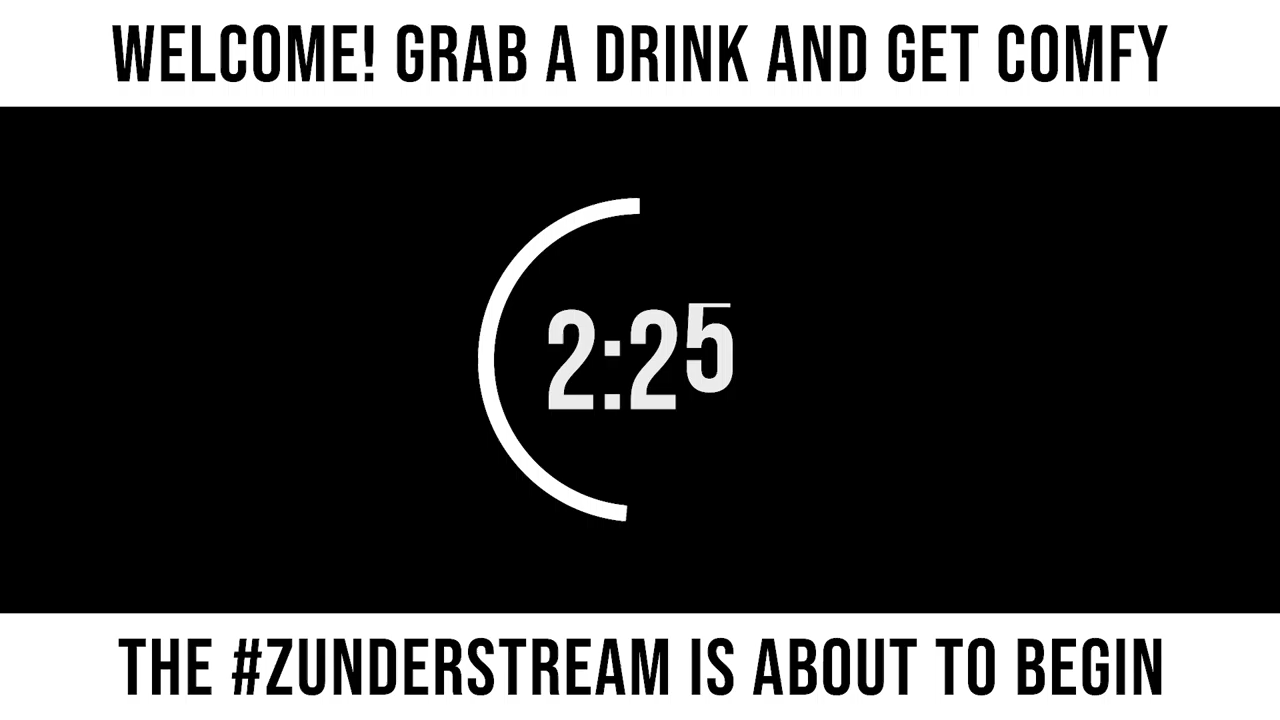 WELCOME! GRAB A DRINK AND GET COMFY
2:25
THE #ZUNDERSTREAM IS ABOUT TO BEGIN